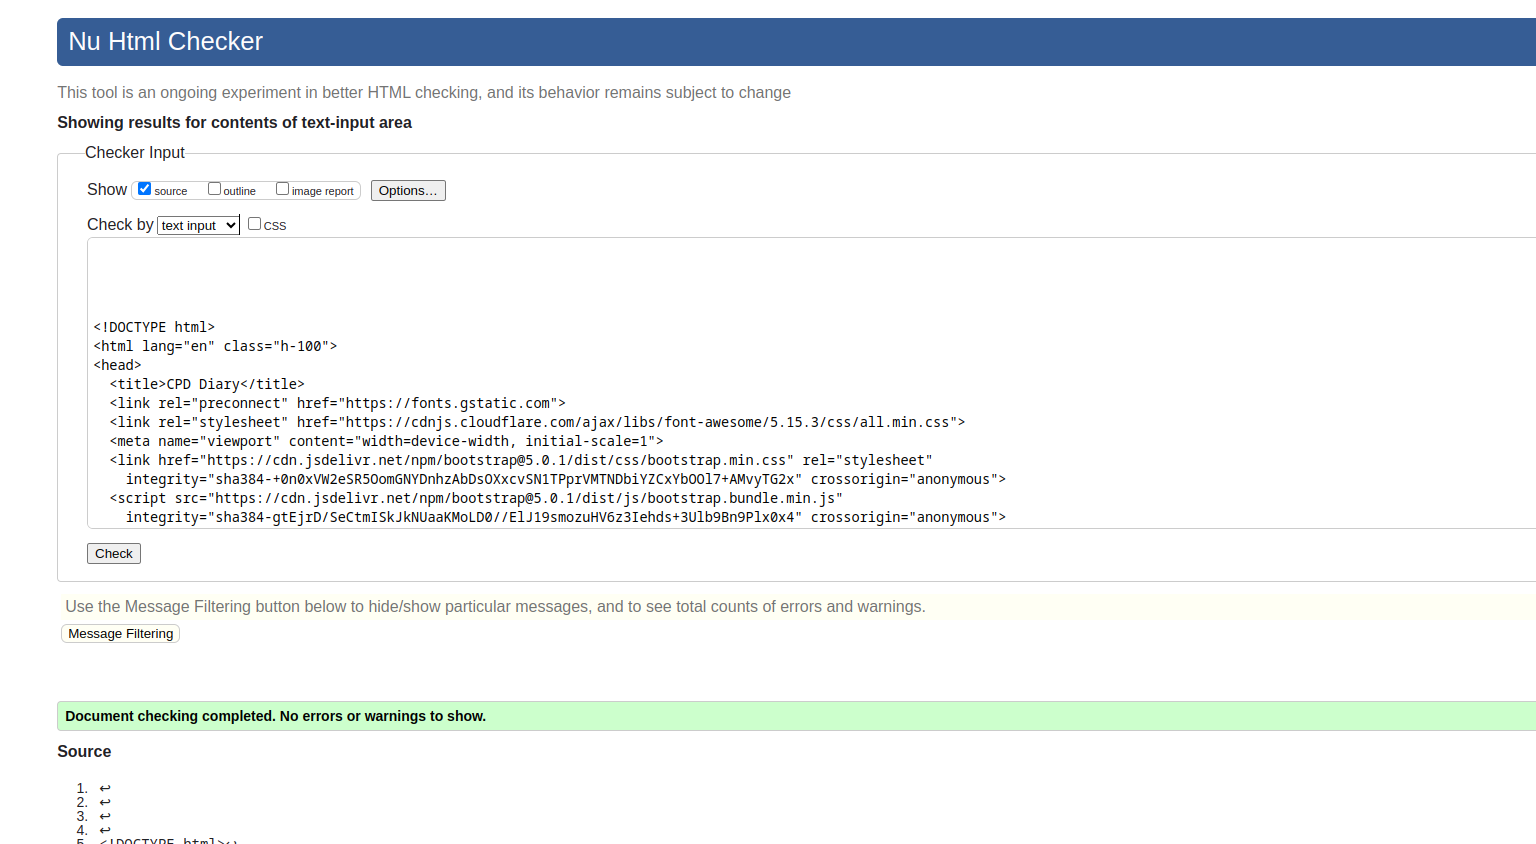 Nu Html Checker
This tool is an ongoing experiment in better HTML checking, and its behavior remains subject to change
Showing results for contents of text-input area
Checker Input
Show source outline image report Options...
Check by text input CSS
<!DOCTYPE html>
<html lang="en" class="h-100">
<head>
<title>CPD Diary</title>
<link rel="preconnect" href="https://fonts.gstatic.com">
<link rel="stylesheet" href="https://cdnjs.cloudflare.com/ajax/libs/font-awesome/5.15.3/css/all.min.css">
<meta name="viewport" content="width=device-width, initial-scale=1">
<link href="https://cdn.jsdelivr.net/npm/bootstrap@5.0.1/dist/css/bootstrap.min.css" rel="stylesheet"
integrity="sha384-+0n0xVW2eSR5OomGNYDnhzAbDsOXxcvSN1TPprVMTNDbiYZCxYbOOl7+AMvyTG2x" crossorigin="anonymous">
<script src="https://cdn.jsdelivr.net/npm/bootstrap@5.0.1/dist/js/bootstrap.bundle.min.js"
integrity="sha384-gtEjrD/SeCtmISkJkNUaaKMoLD0//ElJ19smozuHV6z3Iehds+3Ulb9Bn9Plx0x4" crossorigin="anonymous">
Check
Use the Message Filtering button below to hide/show particular messages, and to see total counts of errors and warnings.
Message Filtering
Document checking completed. No errors or warnings to show.
Source
1. ↩
2. ↩
3. ↩
4. ↩
5. <!DOCTYPE html>↩